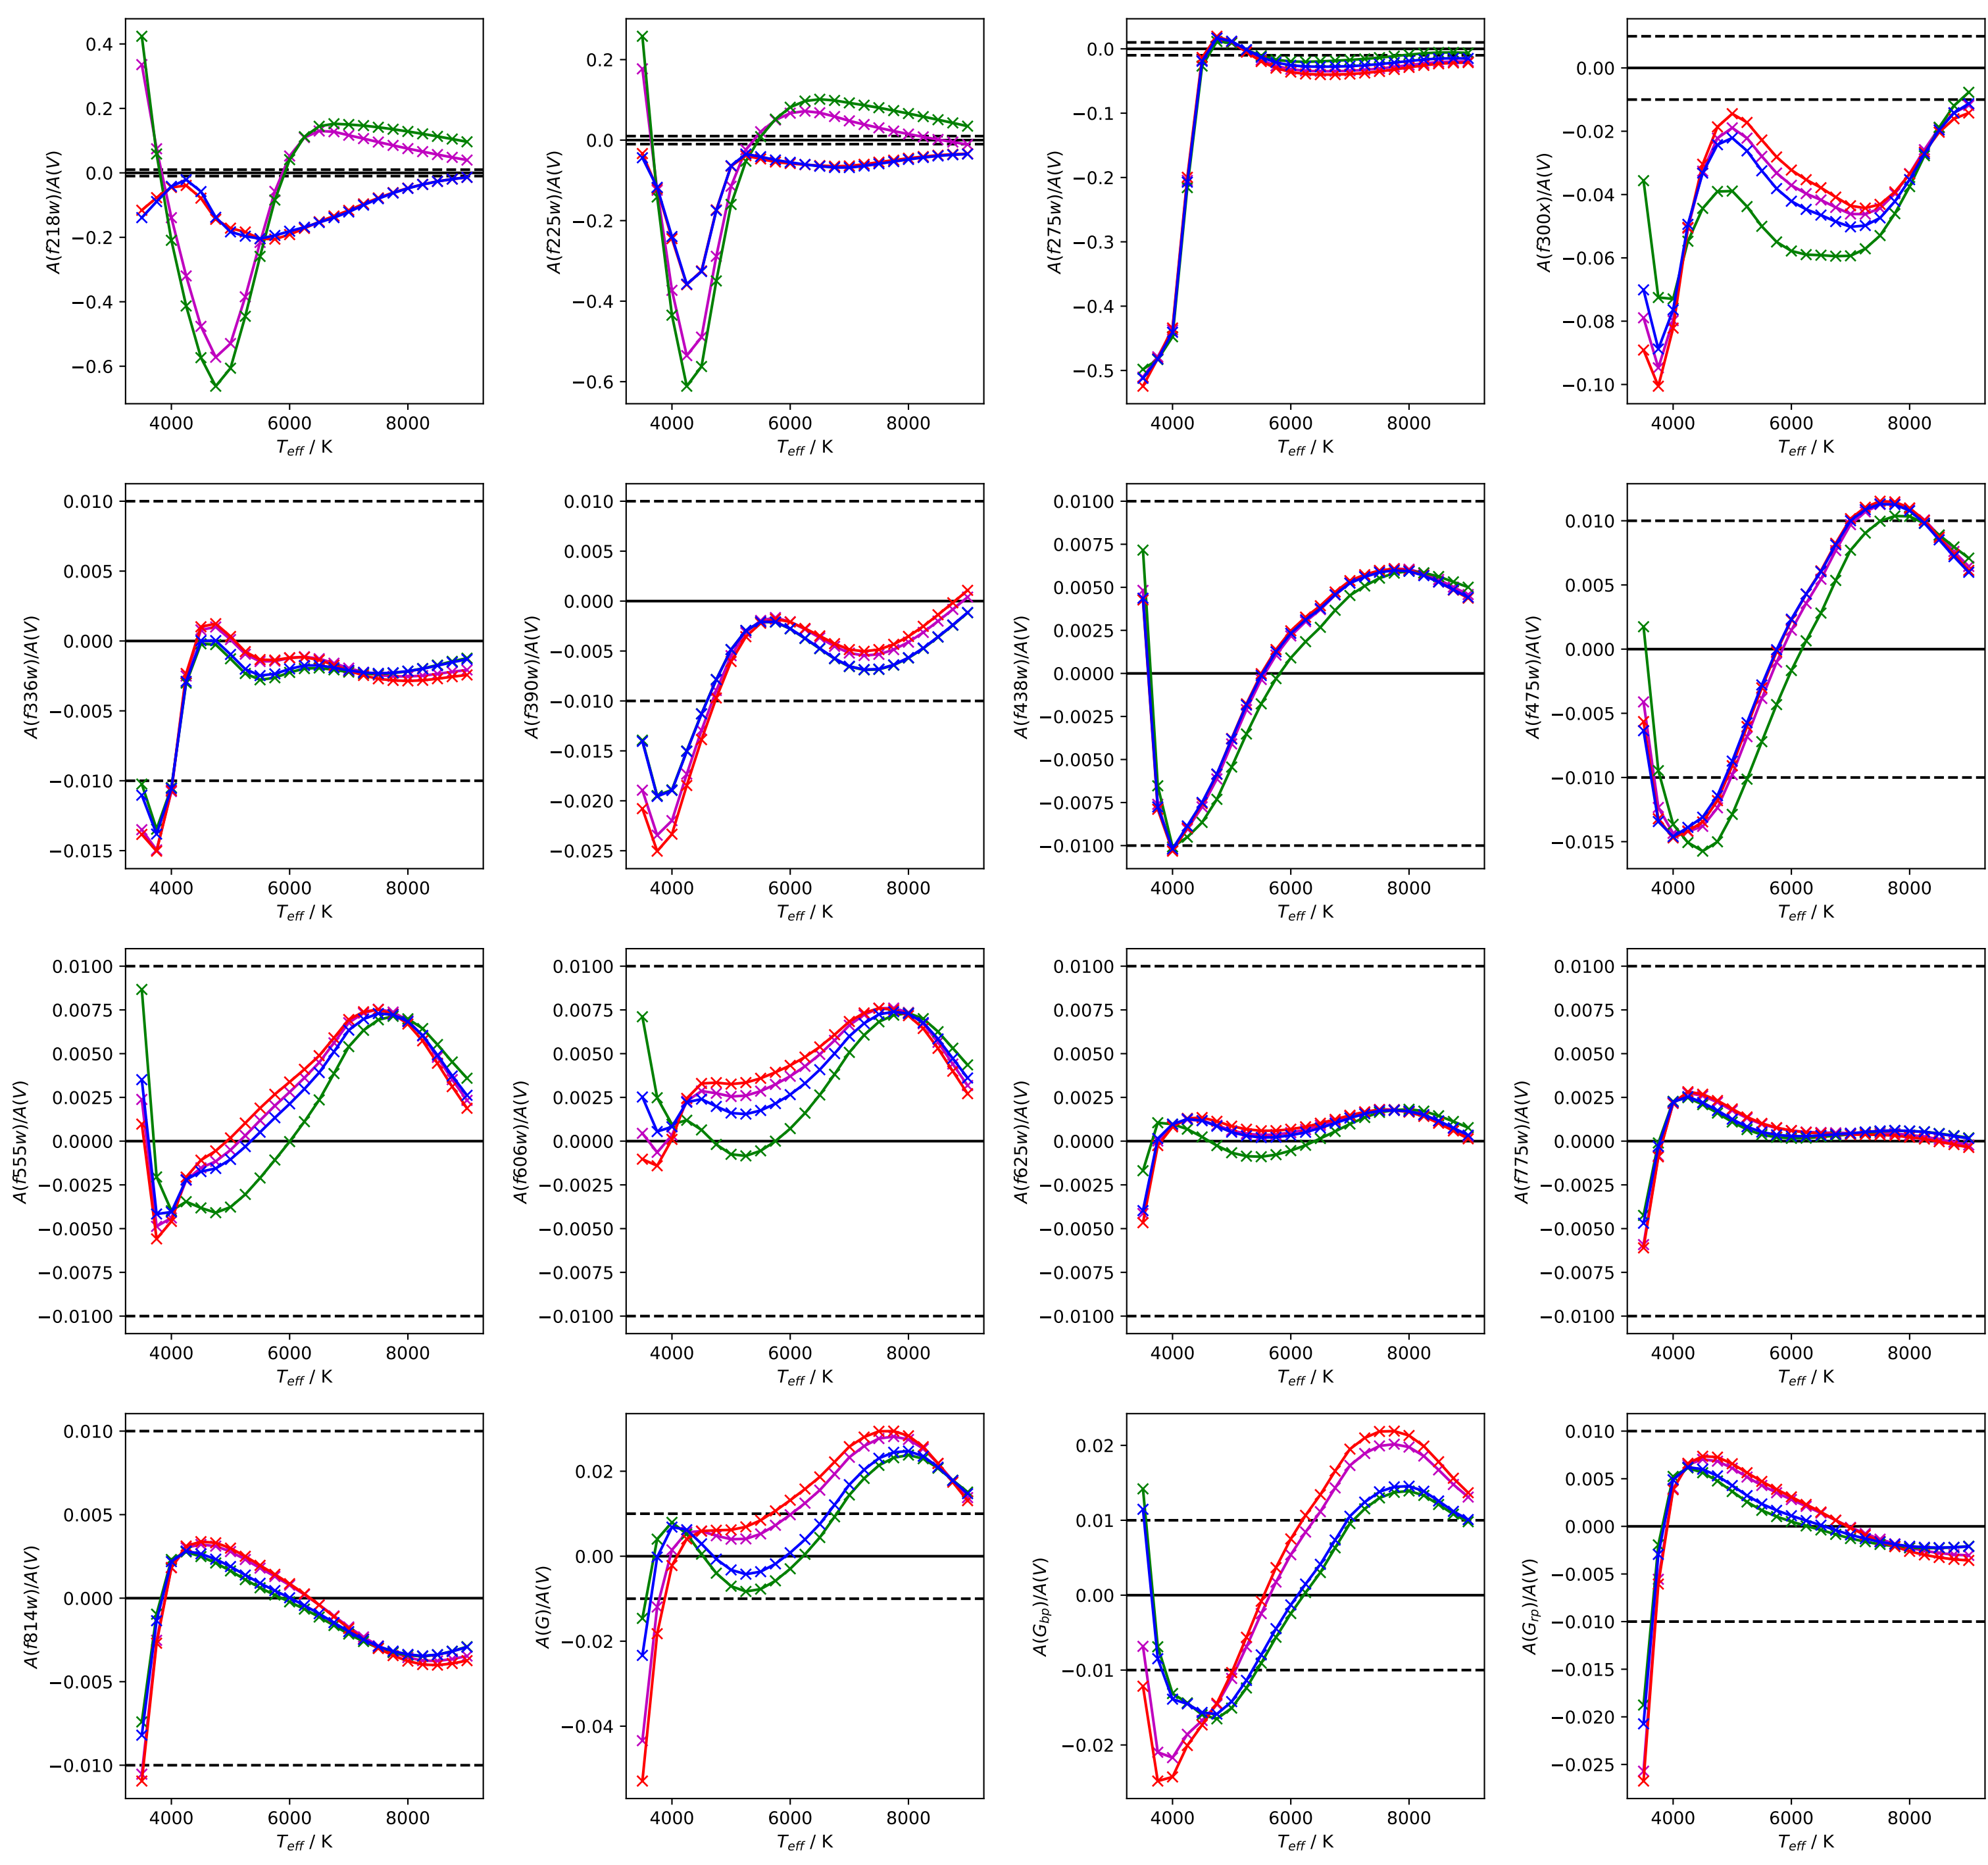 0.4
0.2
0.0
−0.2
−0.4
−0.6
A(f218w)/A(V)
4000 6000 8000
T_eff / K
0.2
0.0
−0.2
−0.4
−0.6
A(f225w)/A(V)
4000 6000 8000
T_eff / K
0.0
−0.1
−0.2
−0.3
−0.4
−0.5
A(f275w)/A(V)
4000 6000 8000
T_eff / K
0.00
−0.02
−0.04
−0.06
−0.08
−0.10
A(f300x)/A(V)
4000 6000 8000
T_eff / K
0.010
0.005
0.000
−0.005
−0.010
−0.015
A(f336w)/A(V)
4000 6000 8000
T_eff / K
0.010
0.005
0.000
−0.005
−0.010
−0.015
−0.020
−0.025
A(f390w)/A(V)
4000 6000 8000
T_eff / K
0.0100
0.0075
0.0050
0.0025
0.0000
−0.0025
−0.0050
−0.0075
−0.0100
A(f438w)/A(V)
4000 6000 8000
T_eff / K
0.010
0.005
0.000
−0.005
−0.010
−0.015
A(f475w)/A(V)
4000 6000 8000
T_eff / K
0.0100
0.0075
0.0050
0.0025
0.0000
−0.0025
−0.0050
−0.0075
−0.0100
A(f555w)/A(V)
4000 6000 8000
T_eff / K
0.0100
0.0075
0.0050
0.0025
0.0000
−0.0025
−0.0050
−0.0075
−0.0100
A(f606w)/A(V)
4000 6000 8000
T_eff / K
0.0100
0.0075
0.0050
0.0025
0.0000
−0.0025
−0.0050
−0.0075
−0.0100
A(f625w)/A(V)
4000 6000 8000
T_eff / K
0.0100
0.0075
0.0050
0.0025
0.0000
−0.0025
−0.0050
−0.0075
−0.0100
A(f775w)/A(V)
4000 6000 8000
T_eff / K
0.010
0.005
0.000
−0.005
−0.010
A(f814w)/A(V)
4000 6000 8000
T_eff / K
0.02
0.00
−0.02
−0.04
A(G)/A(V)
4000 6000 8000
T_eff / K
0.02
0.01
0.00
−0.01
−0.02
A(G_bp)/A(V)
4000 6000 8000
T_eff / K
0.010
0.005
0.000
−0.005
−0.010
−0.015
−0.020
−0.025
A(G_rp)/A(V)
4000 6000 8000
T_eff / K